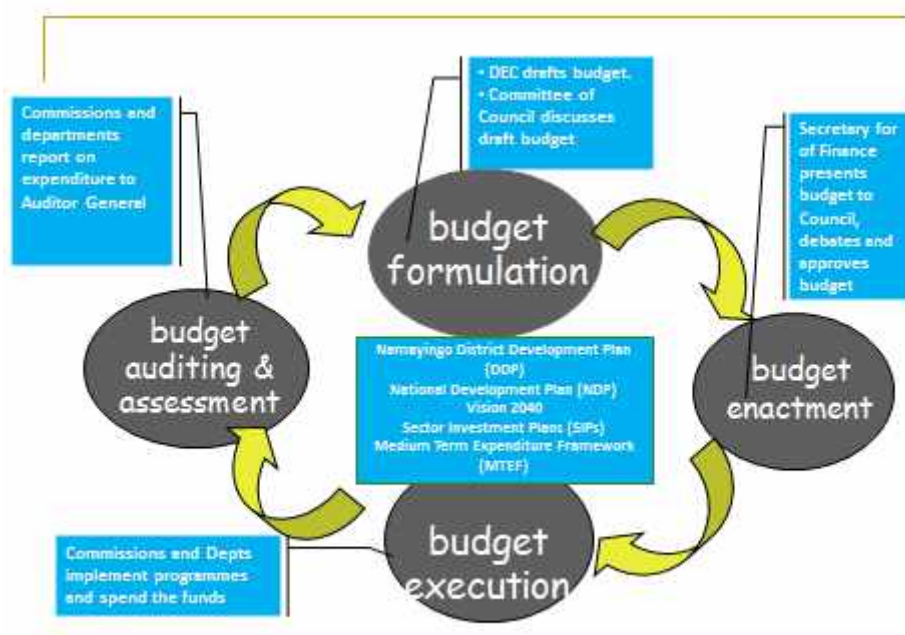 • DEC drafts budget.
• Committee of
Council discusses
draft budget
Commissions and
departments
report on
expenditure to
Auditor General
Secretary for
of Finance
presents
budget to
Council,
debates and
approves
budget
budget
formulation
budget
auditing &
assessment
Namayingo District Development Plan
(DDP)
National Development Plan (NDP)
Vision 2040
Sector Investment Plans (SIPs)
Medium Term Expenditure Framework
(MTEF)
budget
enactment
budget
execution
Commissions and Depts
implement programmes
and spend the funds